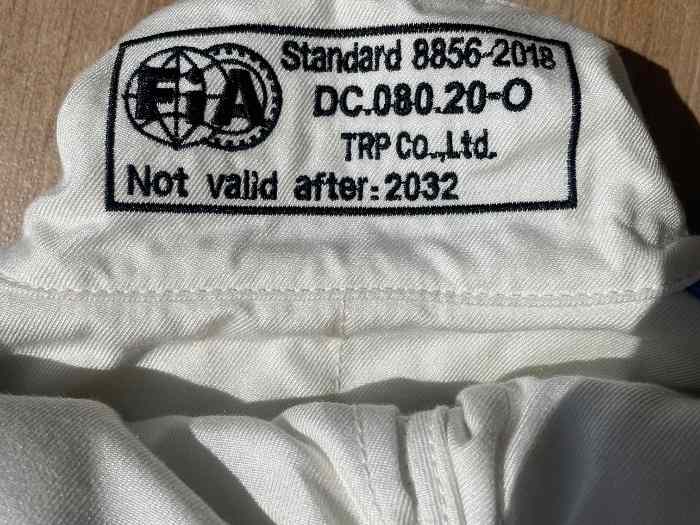 FiA
Standard 8856-2018
DC.080.20-O
TRP Co.,Ltd.
Not valid after: 2032